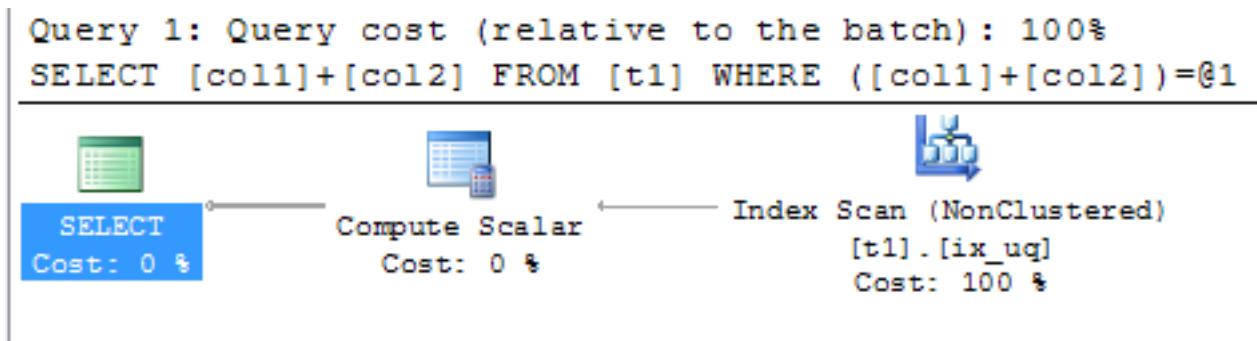 Query 1: Query cost (relative to the batch): 100%
SELECT [col1]+[col2] FROM [t1] WHERE ([col1]+[col2])=@1
SELECT
Cost: 0 %
Compute Scalar
Cost: 0 %
Index Scan (NonClustered)
[t1].[ix_uq]
Cost: 100 %